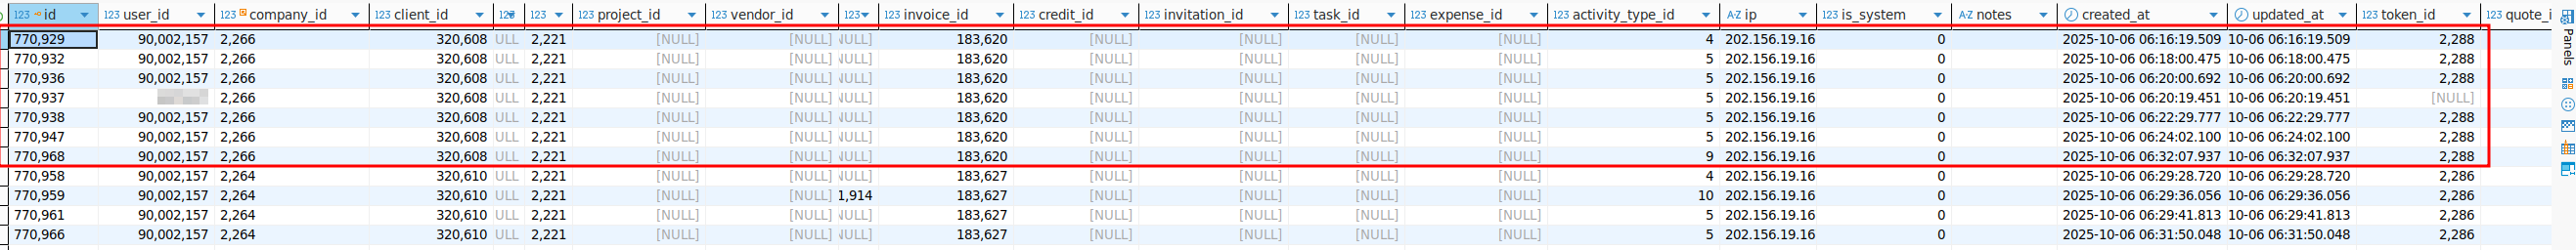 123 id 123 user_id 123 company_id 123 client_id 123 123 123 project_id 123 vendor_id 123 123 invoice_id 123 credit_id 123 invitation_id 123 task_id 123 expense_id 123 activity_type_id A-Z ip 123 is_system A-Z notes created_at updated_at 123 token_id 123 quote_i
770,929 90,002,157 2,266 320,608 ULL 2,221 [NULL] [NULL] NULL] 183,620 [NULL] [NULL] [NULL] [NULL] 4 202.156.19.16 0 2025-10-06 06:16:19.509 10-06 06:16:19.509 2,288
770,932 90,002,157 2,266 320,608 ULL 2,221 [NULL] [NULL] NULL] 183,620 [NULL] [NULL] [NULL] [NULL] 5 202.156.19.16 0 2025-10-06 06:18:00.475 10-06 06:18:00.475 2,288
770,936 90,002,157 2,266 320,608 ULL 2,221 [NULL] [NULL] NULL] 183,620 [NULL] [NULL] [NULL] [NULL] 5 202.156.19.16 0 2025-10-06 06:20:00.692 10-06 06:20:00.692 2,288
770,937 2,266 320,608 ULL 2,221 [NULL] [NULL] NULL] 183,620 [NULL] [NULL] [NULL] [NULL] 5 202.156.19.16 0 2025-10-06 06:20:19.451 10-06 06:20:19.451 [NULL]
770,938 90,002,157 2,266 320,608 ULL 2,221 [NULL] [NULL] NULL] 183,620 [NULL] [NULL] [NULL] [NULL] 5 202.156.19.16 0 2025-10-06 06:22:29.777 10-06 06:22:29.777 2,288
770,947 90,002,157 2,266 320,608 ULL 2,221 [NULL] [NULL] NULL] 183,620 [NULL] [NULL] [NULL] [NULL] 5 202.156.19.16 0 2025-10-06 06:24:02.100 10-06 06:24:02.100 2,288
770,968 90,002,157 2,266 320,608 ULL 2,221 [NULL] [NULL] NULL] 183,620 [NULL] [NULL] [NULL] [NULL] 9 202.156.19.16 0 2025-10-06 06:32:07.937 10-06 06:32:07.937 2,288
770,958 90,002,157 2,264 320,610 ULL 2,221 [NULL] [NULL] NULL] 183,627 [NULL] [NULL] [NULL] [NULL] 4 202.156.19.16 0 2025-10-06 06:29:28.720 10-06 06:29:28.720 2,286
770,959 90,002,157 2,264 320,610 ULL 2,221 [NULL] [NULL] 1,914 183,627 [NULL] [NULL] [NULL] [NULL] 10 202.156.19.16 0 2025-10-06 06:29:36.056 10-06 06:29:36.056 2,286
770,961 90,002,157 2,264 320,610 ULL 2,221 [NULL] [NULL] NULL] 183,627 [NULL] [NULL] [NULL] [NULL] 5 202.156.19.16 0 2025-10-06 06:29:41.813 10-06 06:29:41.813 2,286
770,966 90,002,157 2,264 320,610 ULL 2,221 [NULL] [NULL] NULL] 183,627 [NULL] [NULL] [NULL] [NULL] 5 202.156.19.16 0 2025-10-06 06:31:50.048 10-06 06:31:50.048 2,286
Panels